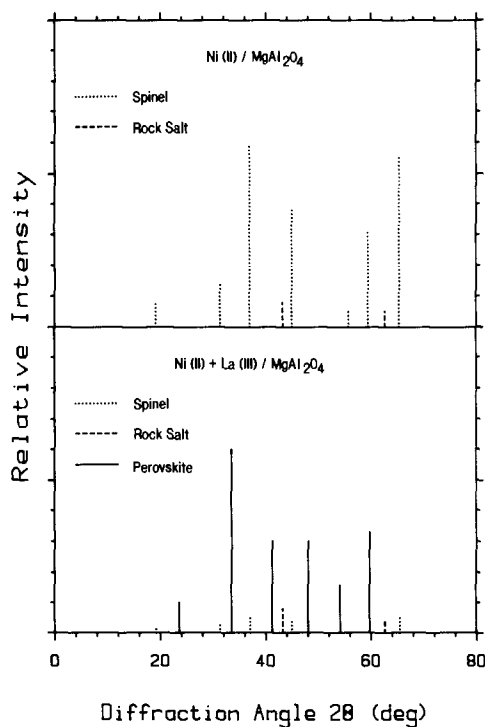 Ni (II) / MgAl2O4
Spinel
Rock Salt
Relative Intensity
Ni (II) + La (III) / MgAl2O4
Spinel
Rock Salt
Perovskite
0 20 40 60 80
Diffraction Angle 2θ (deg)